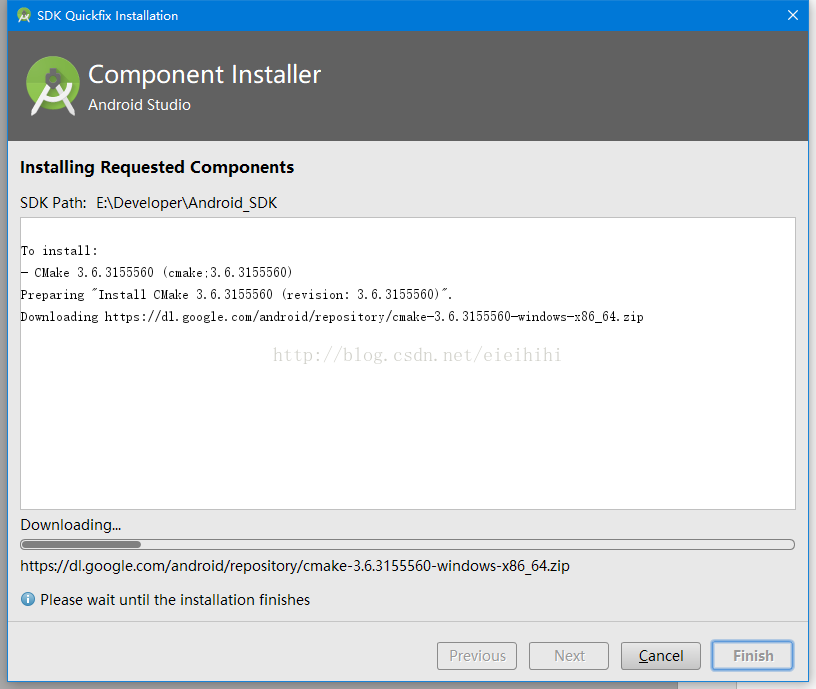 SDK Quickfix Installation
Component Installer
Android Studio
Installing Requested Components
SDK Path: E:\Developer\Android_SDK
To install:
- CMake 3.6.3155560 (cmake;3.6.3155560)
Preparing "Install CMake 3.6.3155560 (revision: 3.6.3155560)".
Downloading https://dl.google.com/android/repository/cmake-3.6.3155560-windows-x86_64.zip
http://blog.csdn.net/eieihihi
Downloading...
https://dl.google.com/android/repository/cmake-3.6.3155560-windows-x86_64.zip
Please wait until the installation finishes
Previous Next Cancel Finish